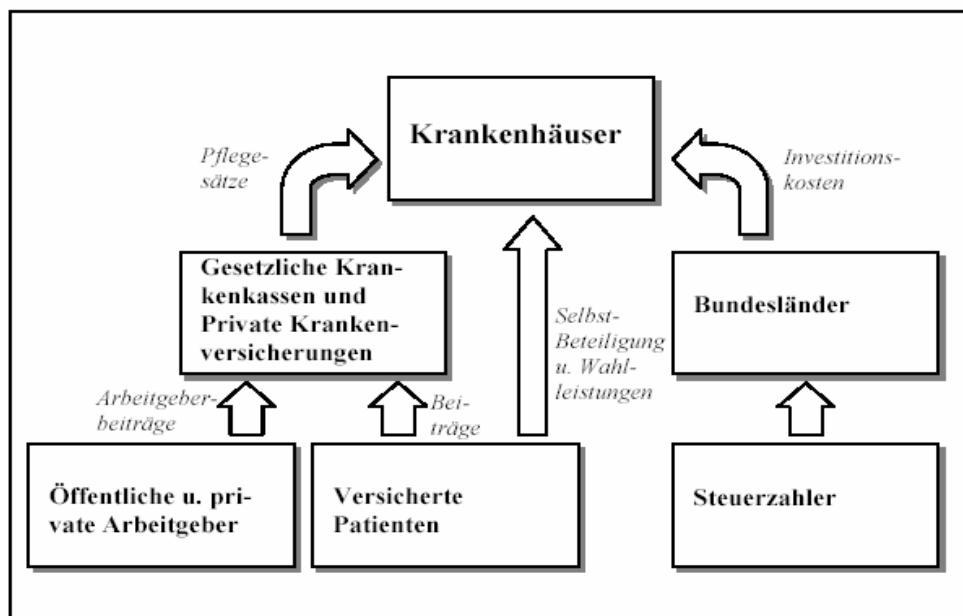 Krankenhäuser
Pflege-
sätze
Investitions-
kosten
Gesetzliche Kran-
kenkassen und
Private Kranken-
versicherungen
Selbst-
Beteiligung
u. Wahl-
leistungen
Bundesländer
Arbeitgeber-
beiträge
Bei-
träge
Öffentliche u. pri-
vate Arbeitgeber
Versicherte
Patienten
Steuerzahler